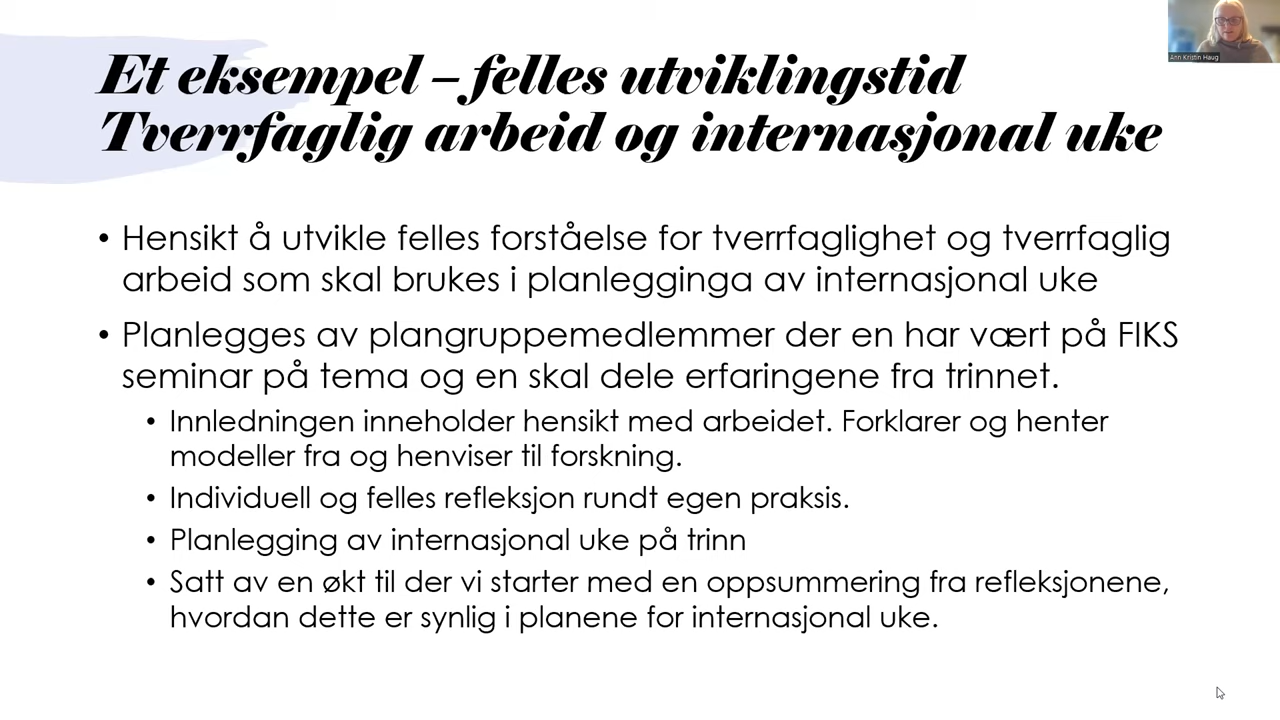 Ann Kristin Haug
Et eksempel – felles utviklingstid
Tverrfaglig arbeid og internasjonal uke
• Hensikt å utvikle felles forståelse for tverrfaglighet og tverrfaglig
arbeid som skal brukes i planlegginga av internasjonal uke
• Planlegges av plangruppemedlemmer der en har vært på FIKS
seminar på tema og en skal dele erfaringene fra trinnet.
• Innledningen inneholder hensikt med arbeidet. Forklarer og henter
modeller fra og henviser til forskning.
• Individuell og felles refleksjon rundt egen praksis.
• Planlegging av internasjonal uke på trinn
• Satt av en økt til der vi starter med en oppsummering fra refleksjonene,
hvordan dette er synlig i planene for internasjonal uke.